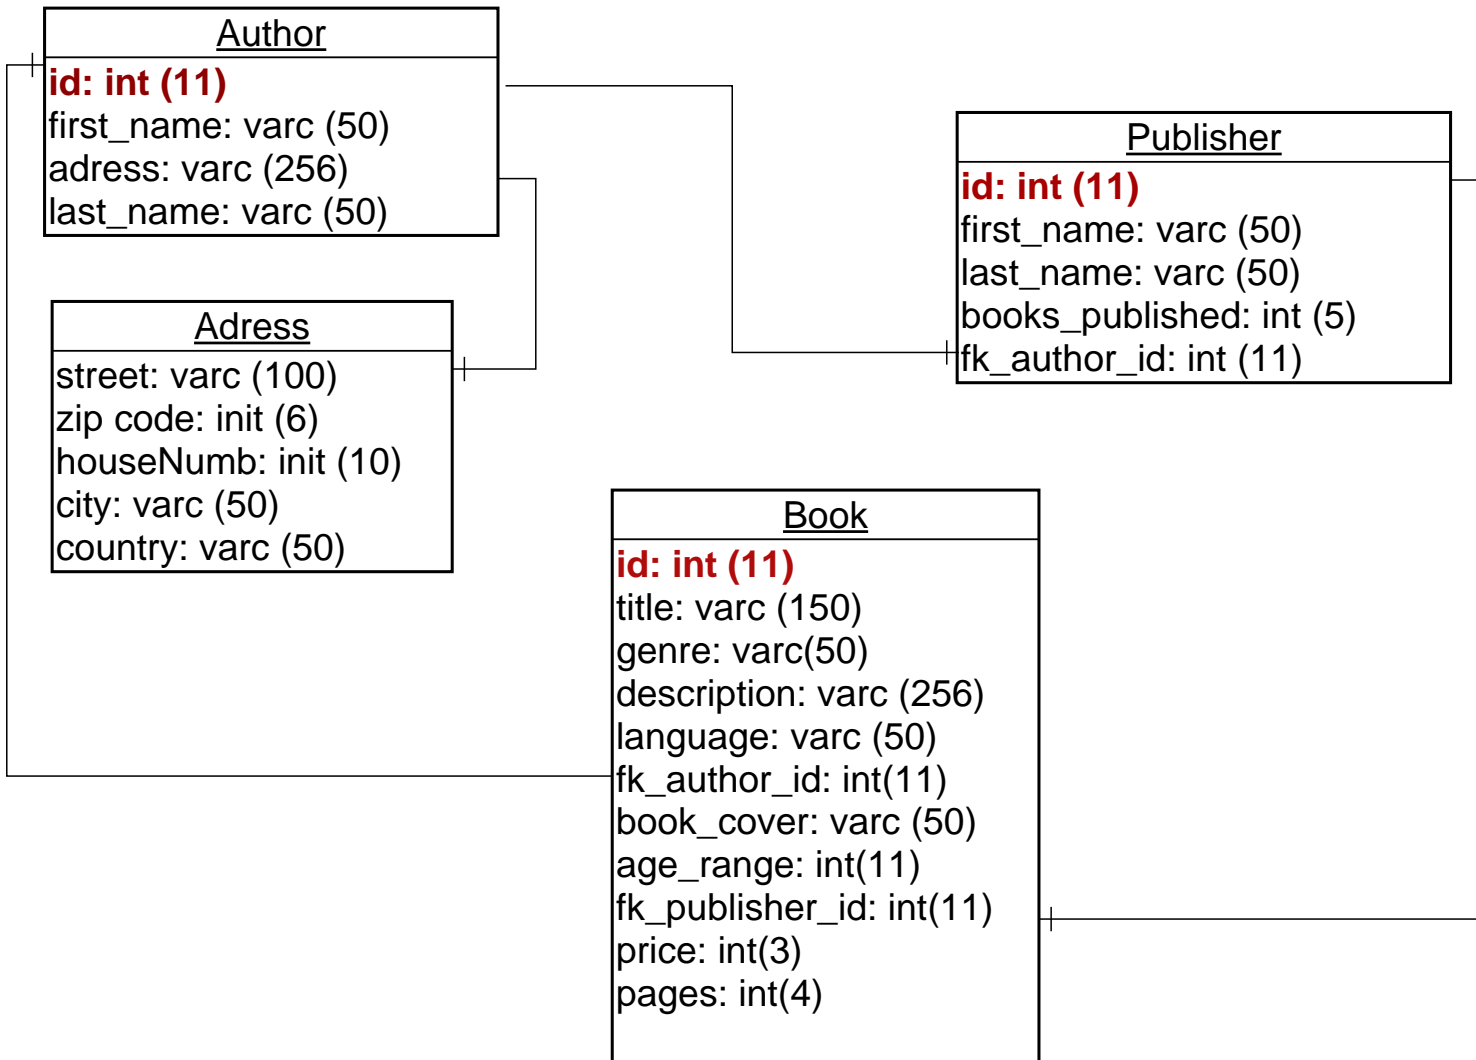 Author
id: int (11)
first_name: varc (50)
adress: varc (256)
last_name: varc (50)
Publisher
id: int (11)
first_name: varc (50)
last_name: varc (50)
books_published: int (5)
fk_author_id: int (11)
Adress
street: varc (100)
zip code: init (6)
houseNumb: init (10)
city: varc (50)
country: varc (50)
Book
id: int (11)
title: varc (150)
genre: varc(50)
description: varc (256)
language: varc (50)
fk_author_id: int(11)
book_cover: varc (50)
age_range: int(11)
fk_publisher_id: int(11)
price: int(3)
pages: int(4)